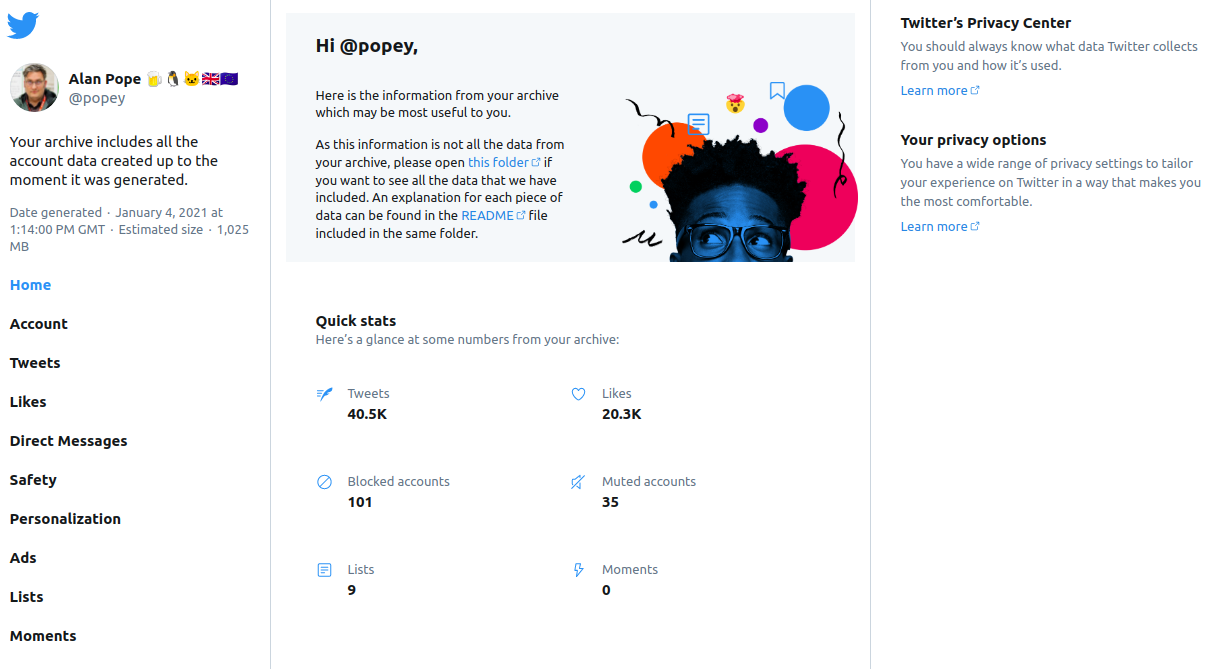 Alan Pope 🍺🐧🐱🇬🇧🇪🇺
@popey
Your archive includes all the
account data created up to the
moment it was generated.
Date generated · January 4, 2021 at
1:14:00 PM GMT · Estimated size · 1,025
MB
Home
Account
Tweets
Likes
Direct Messages
Safety
Personalization
Ads
Lists
Moments
Hi @popey,
Here is the information from your archive
which may be most useful to you.
As this information is not all the data from
your archive, please open this folder if
you want to see all the data that we have
included. An explanation for each piece of
data can be found in the README file
included in the same folder.
Quick stats
Here’s a glance at some numbers from your archive:
Tweets
40.5K
Likes
20.3K
Blocked accounts
101
Muted accounts
35
Lists
9
Moments
0
Twitter’s Privacy Center
You should always know what data Twitter collects
from you and how it’s used.
Learn more
Your privacy options
You have a wide range of privacy settings to tailor
your experience on Twitter in a way that makes you
the most comfortable.
Learn more